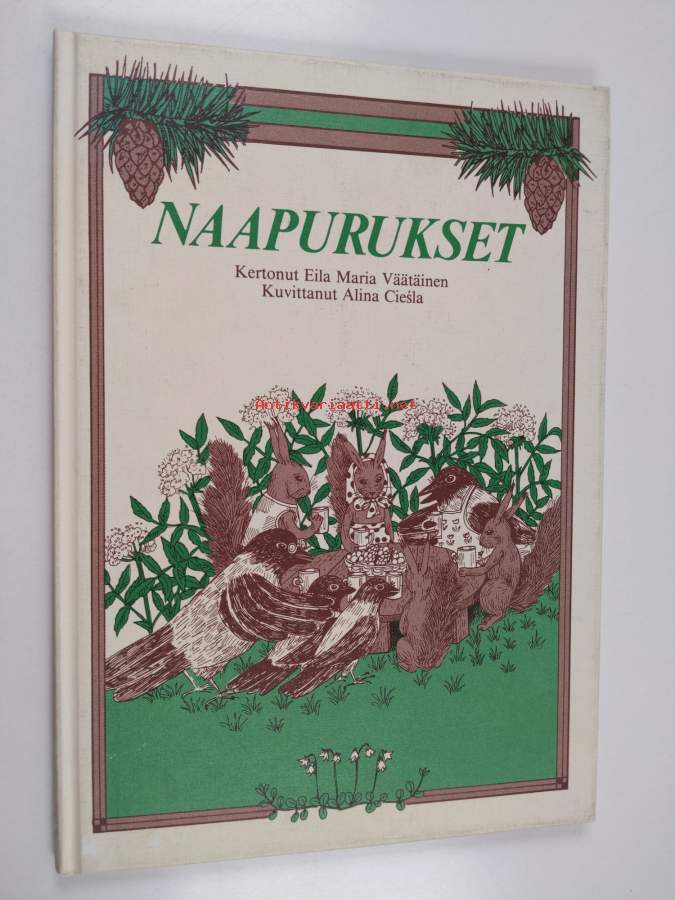 NAAPURUKSET
Kertonut Eila Maria Väätäinen
Kuvittanut Alina Cieśla
Antikvariaatti.net